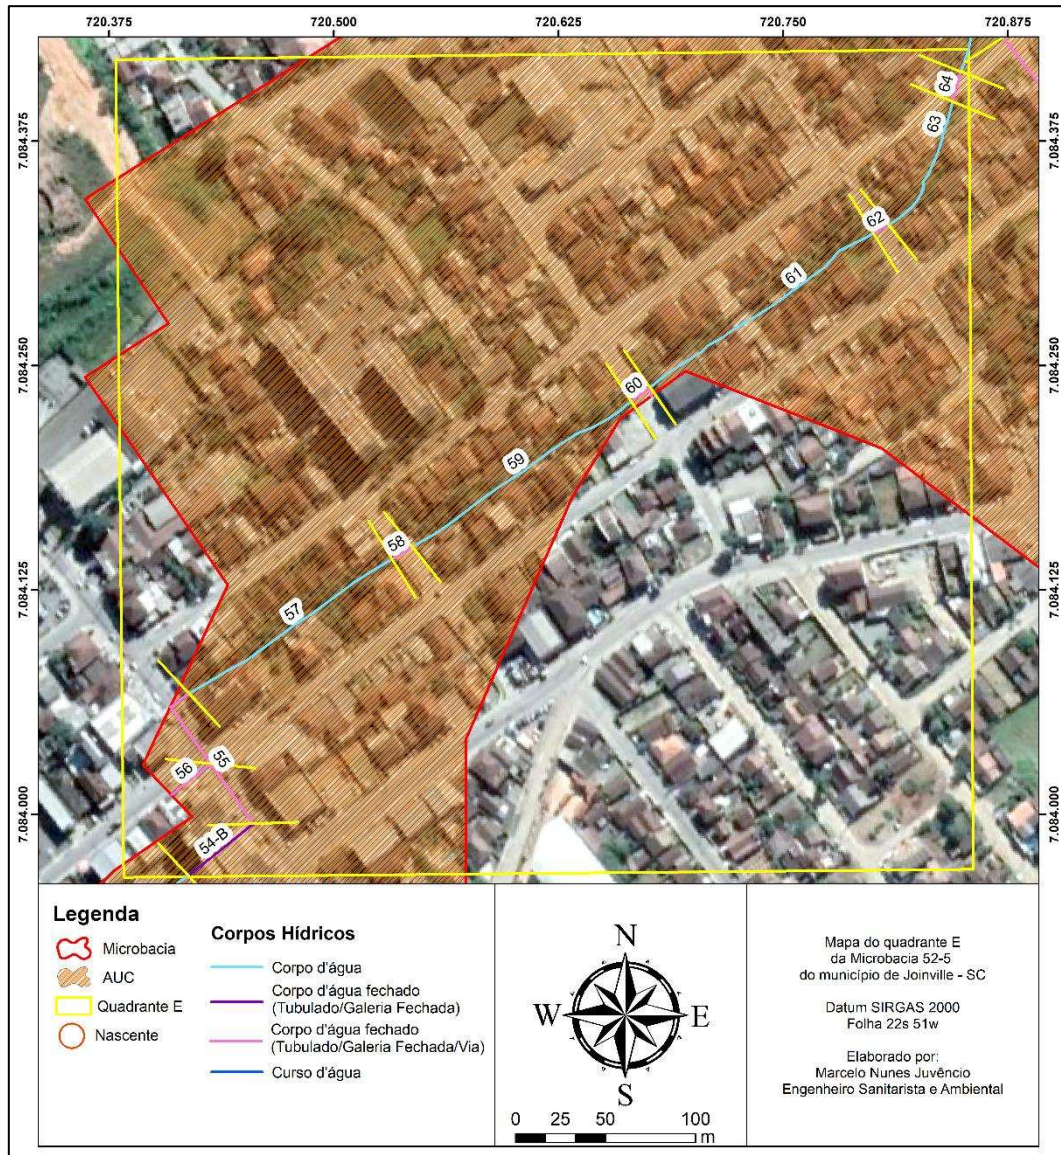 720.375 720.500 720.625 720.750 720.875
7.084.375 7.084.375
7.084.250 7.084.250
7.084.125 7.084.125
7.084.000 7.084.000
64
63
62
61
60
59
58
57
55
56
54-B
Legenda
Microbacia
AUC
Quadrante E
Nascente
Corpos Hídricos
Corpo d'água
Corpo d'água fechado
(Tubulado/Galeria Fechada)
Corpo d'água fechado
(Tubulado/Galeria Fechada/Via)
Curso d'água
N
W E
S
0 25 50 100
m
Mapa do quadrante E
da Microbacia 52-5
do município de Joinville - SC
Datum SIRGAS 2000
Folha 22s 51w
Elaborado por:
Marcelo Nunes Juvêncio
Engenheiro Sanitarista e Ambiental